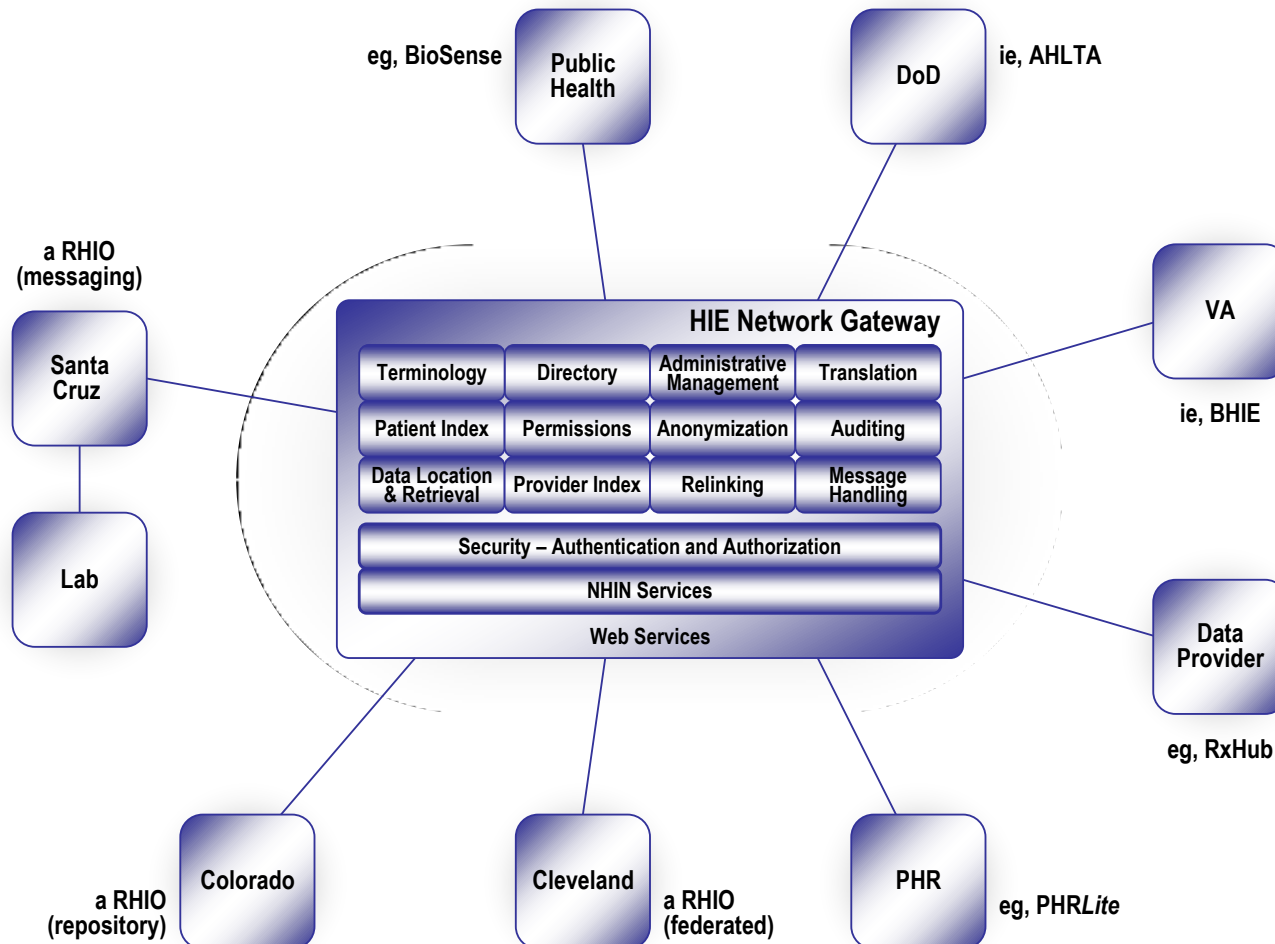 eg, BioSense
Public
Health
DoD
ie, AHLTA
a RHIO
(messaging)
Santa
Cruz
Lab
VA
ie, BHIE
HIE Network Gateway
Terminology
Directory
Administrative
Management
Translation
Patient Index
Permissions
Anonymization
Auditing
Data Location
& Retrieval
Provider Index
Relinking
Message
Handling
Security – Authentication and Authorization
NHIN Services
Web Services
Data
Provider
eg, RxHub
Colorado
a RHIO
(repository)
Cleveland
a RHIO
(federated)
PHR
eg, PHRLite